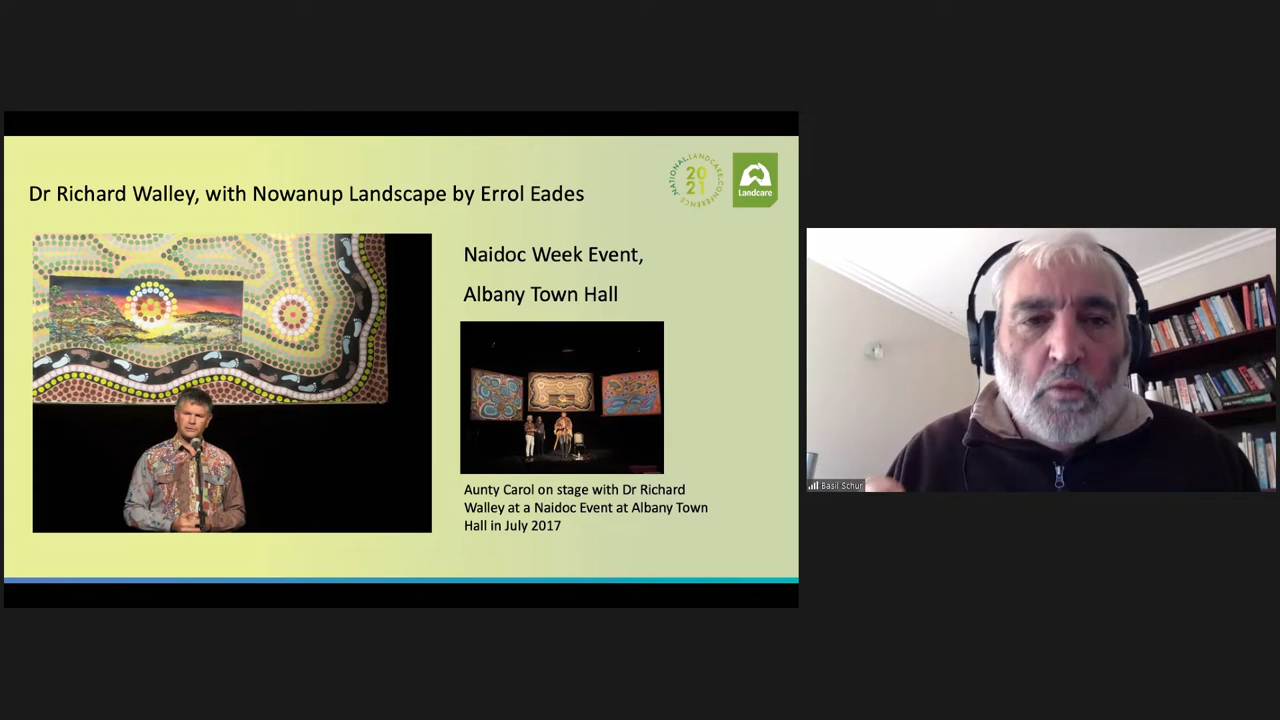 Dr Richard Walley, with Nowanup Landscape by Errol Eades
NATIONAL LANDCARE CONFERENCE
20
21
Landcare
Naidoc Week Event,
Albany Town Hall
Aunty Carol on stage with Dr Richard
Walley at a Naidoc Event at Albany Town
Hall in July 2017
Basil Schur